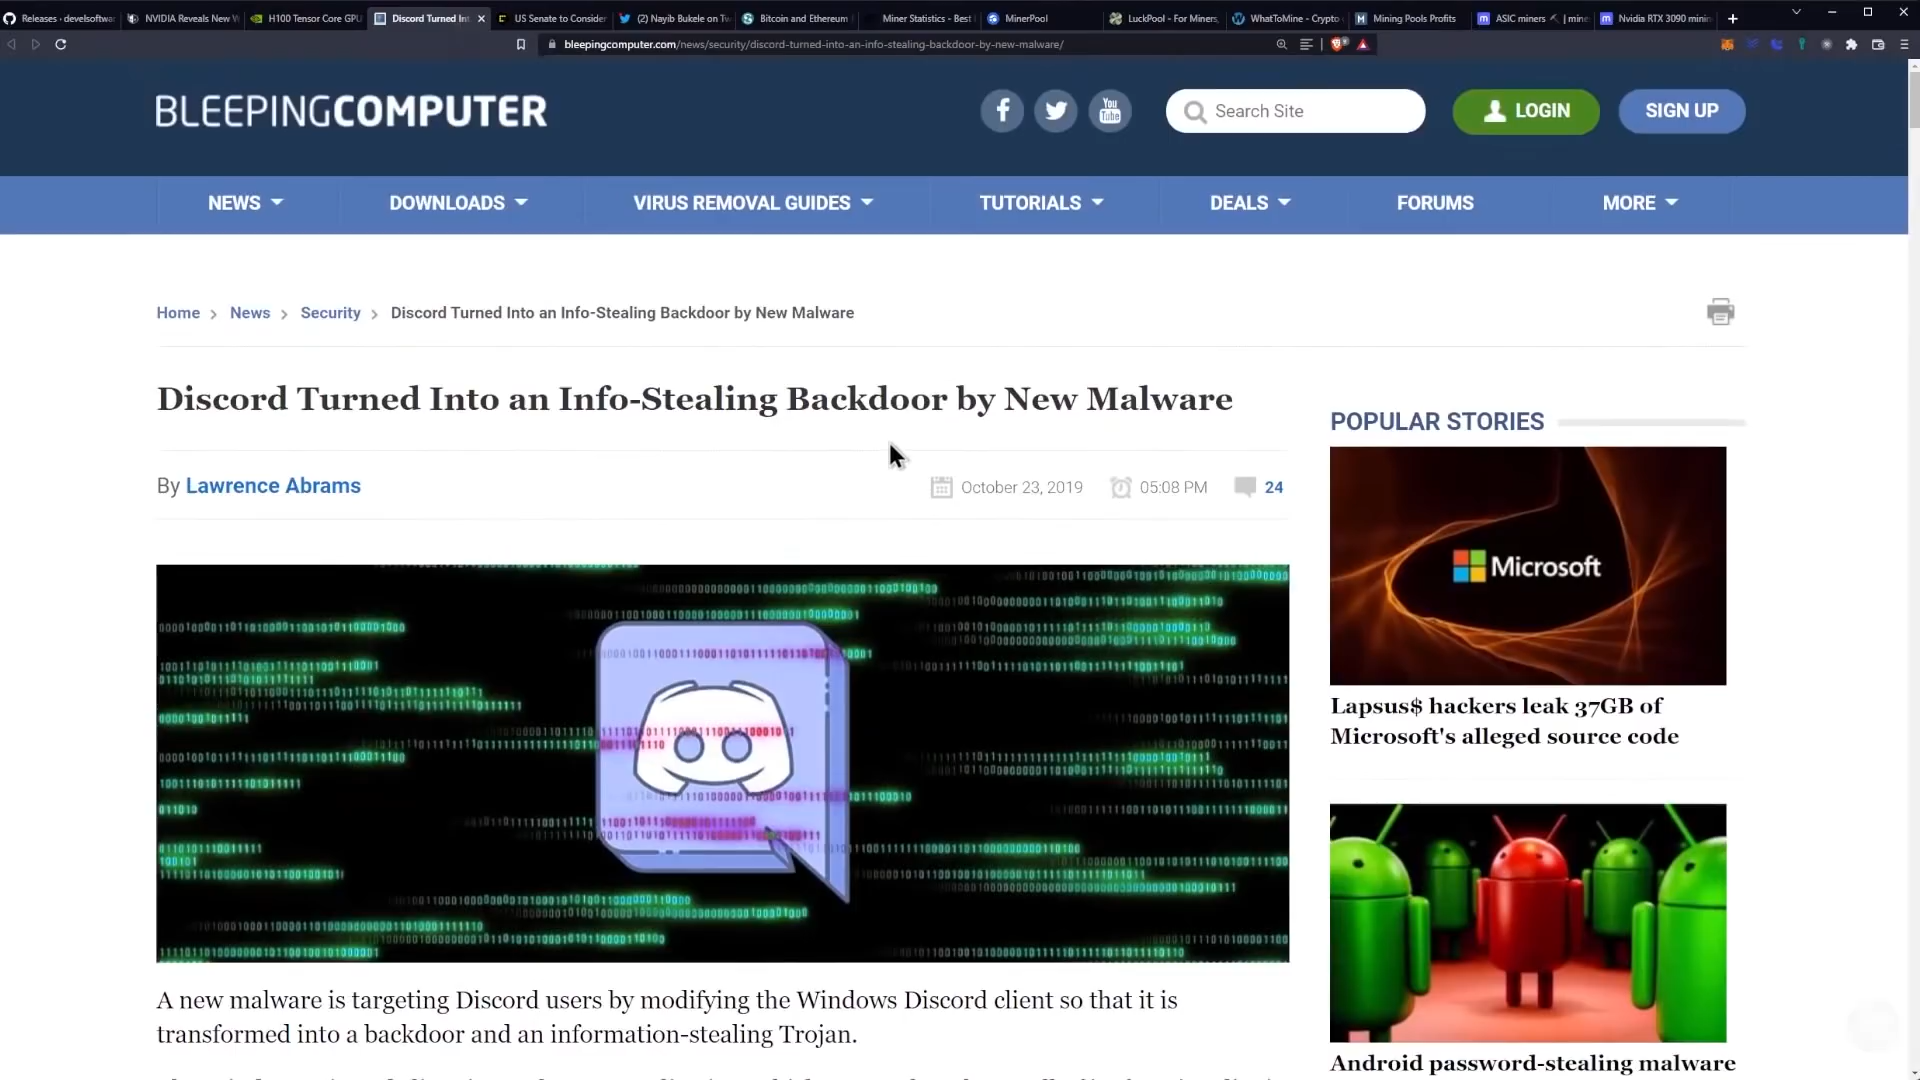 Releases · develsoftwar
NVIDIA Reveals New
H100 Tensor Core GPU
Discord Turned Int
US Senate to Consider
(2) Nayib Bukele on Tw
Bitcoin and Ethereum
Miner Statistics - Best
MinerPool
LuckPool - For Miners,
WhatToMine - Crypto
Mining Pools Profits
ASIC miners
Nvidia RTX 3090 minin
bleepingcomputer.com/news/security/discord-turned-into-an-info-stealing-backdoor-by-new-malware/
BLEEPINGCOMPUTER
You Tube
Search Site
LOGIN
SIGN UP
NEWS
DOWNLOADS
VIRUS REMOVAL GUIDES
TUTORIALS
DEALS
FORUMS
MORE
Home > News > Security > Discord Turned Into an Info-Stealing Backdoor by New Malware
Discord Turned Into an Info-Stealing Backdoor by New Malware
By Lawrence Abrams
October 23, 2019
05:08 PM
24
A new malware is targeting Discord users by modifying the Windows Discord client so that it is
transformed into a backdoor and an information-stealing Trojan.
POPULAR STORIES
Microsoft
Lapsus$ hackers leak 37GB of
Microsoft's alleged source code
Android password-stealing malware